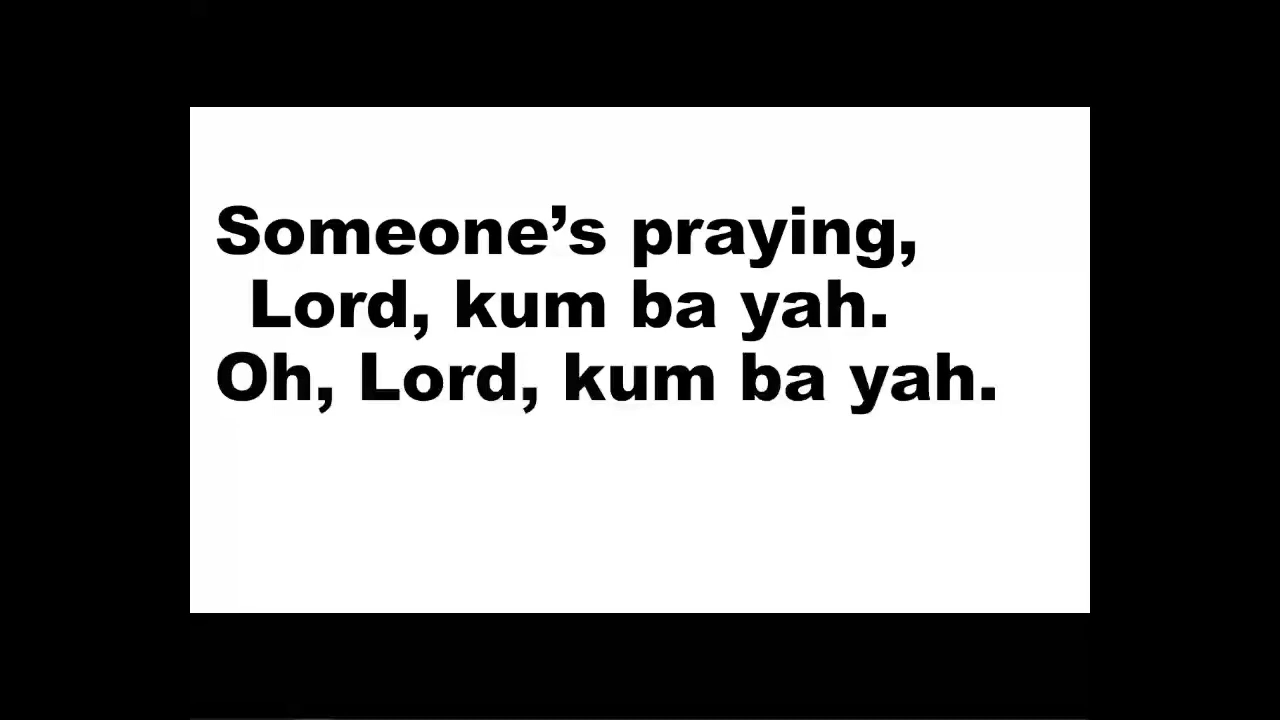 Someone’s praying,
Lord, kum ba yah.
Oh, Lord, kum ba yah.